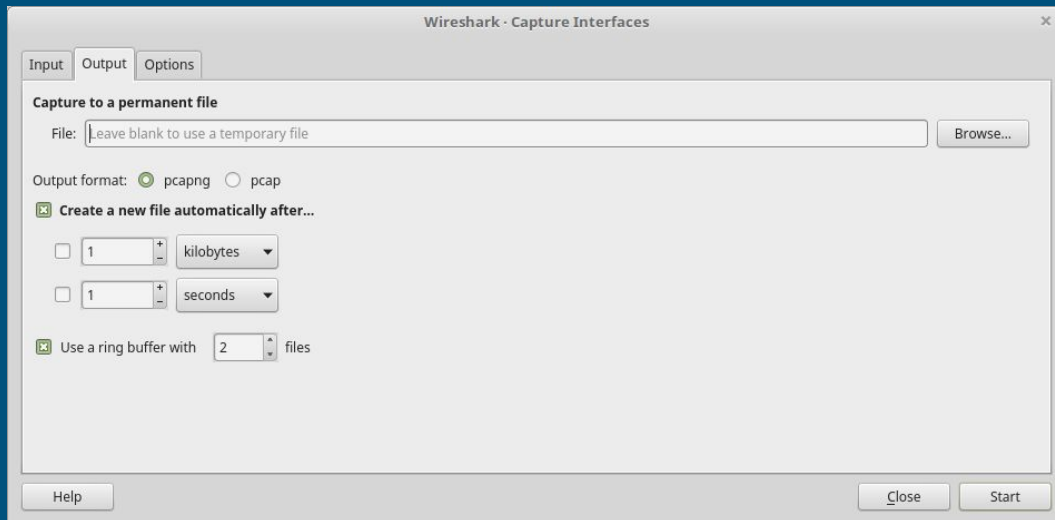 Wireshark · Capture Interfaces
Input Output Options
Capture to a permanent file
File: Leave blank to use a temporary file Browse...
Output format: pcapng pcap
Create a new file automatically after...
1 kilobytes
1 seconds
Use a ring buffer with 2 files
Help Close Start